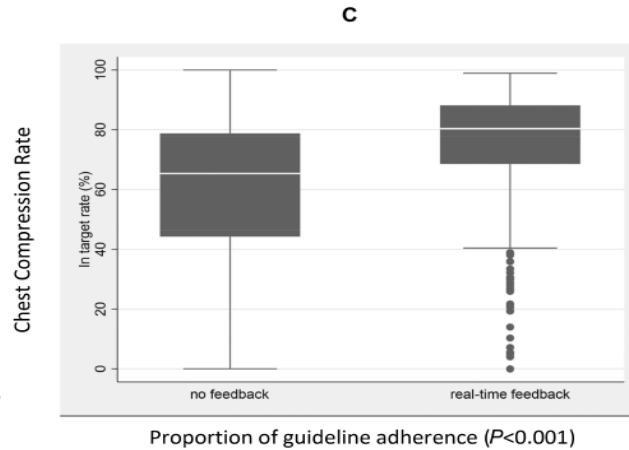 C
Chest Compression Rate
In target rate (%)
100
80
60
40
20
0
no feedback
real-time feedback
Proportion of guideline adherence (P<0.001)